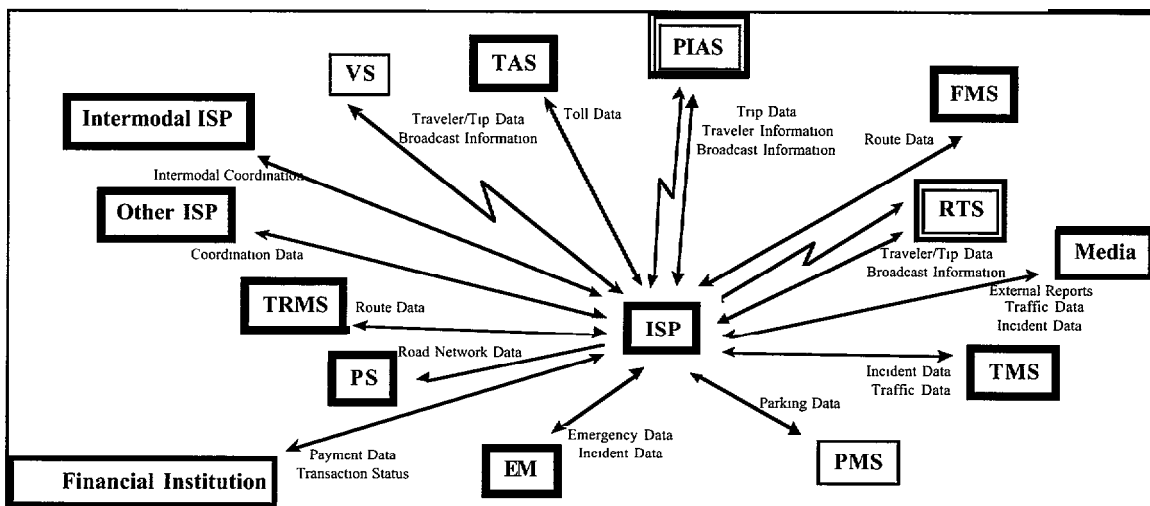 PIAS
TAS
VS
FMS
Intermodal ISP
Traveler/Tip Data
Broadcast Information
Toll Data
Trip Data
Traveler Information
Broadcast Information
Route Data
Intermodal Coordination
Other ISP
RTS
Coordination Data
Traveler/Tip Data
Broadcast Information
Media
TRMS
Route Data
ISP
External Reports
Traffic Data
Incident Data
Road Network Data
PS
Incident Data
Traffic Data
TMS
Parking Data
Payment Data
Transaction Status
Emergency Data
Incident Data
EM
PMS
Financial Institution